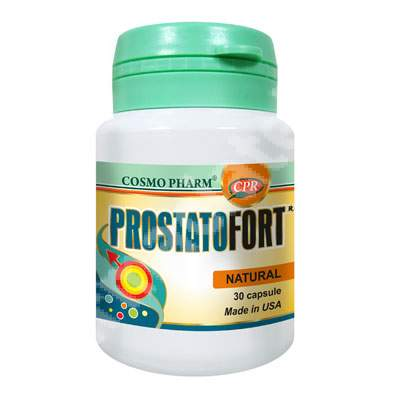 COSMO PHARM®
CPR
PROSTATOFORT
NATURAL
30 capsule
Made in USA